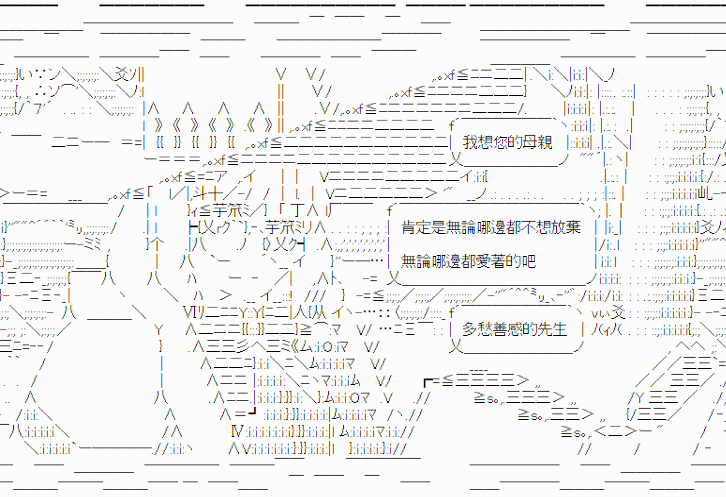 我想您的母親
肯定是無論哪邊都不想放棄
無論哪邊都愛著的吧
多愁善感的先生